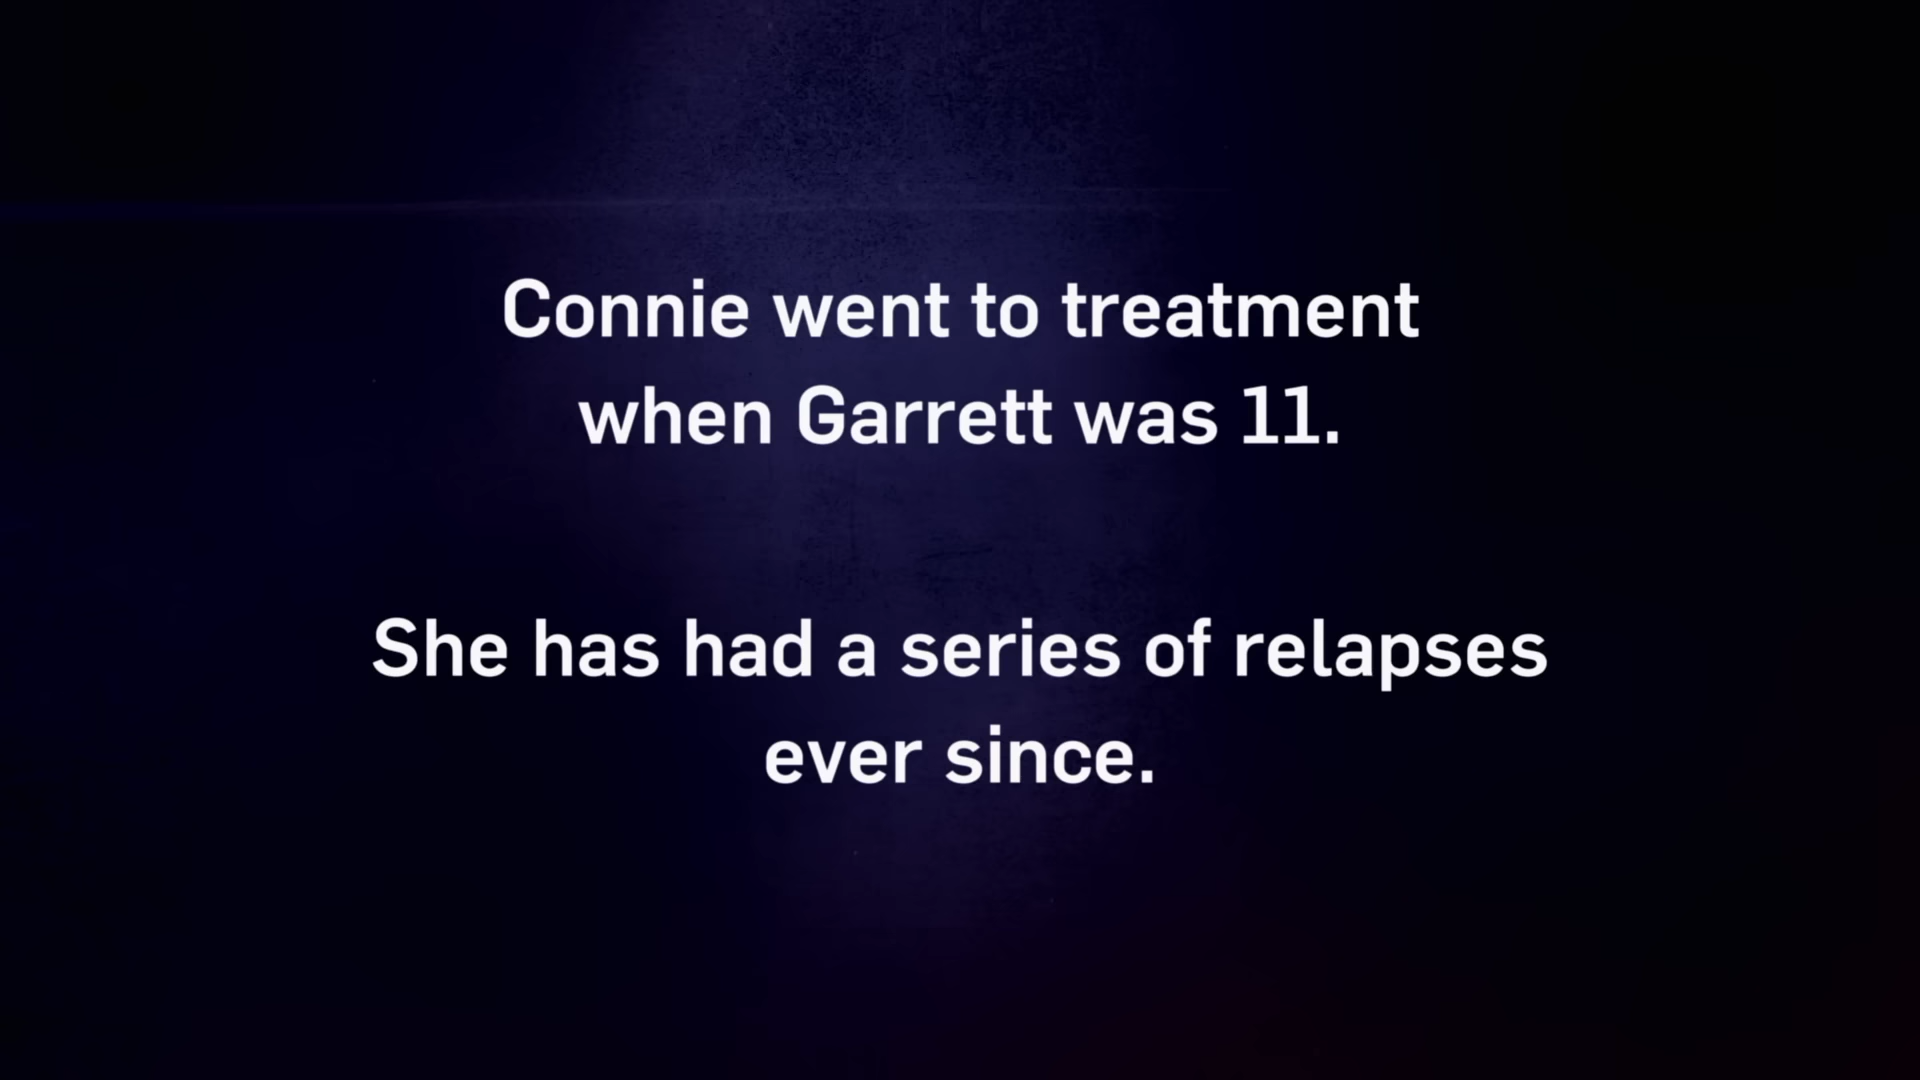 Connie went to treatment
when Garrett was 11.
She has had a series of relapses
ever since.